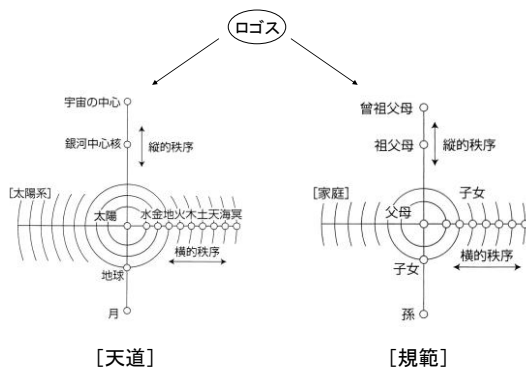 ロゴス
宇宙の中心
銀河中心核
縦的秩序
[太陽系]
太陽
水金地火木土天海冥
横的秩序
地球
月
[天道]
曾祖父母
祖父母
縦的秩序
[家庭]
子女
父母
横的秩序
子女
孫
[規範]